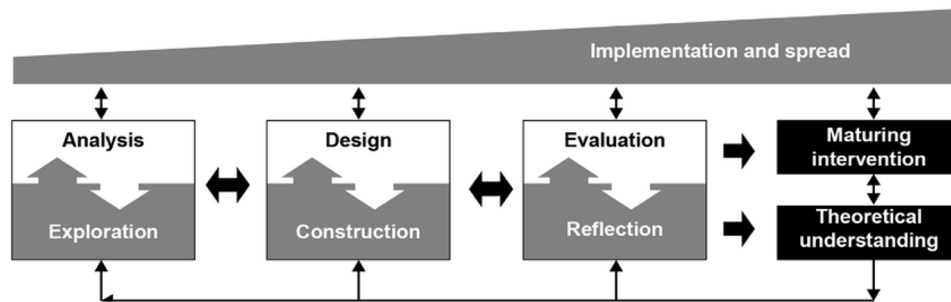 Implementation and spread
Analysis
Exploration
Design
Construction
Evaluation
Reflection
Maturing
intervention
Theoretical
understanding